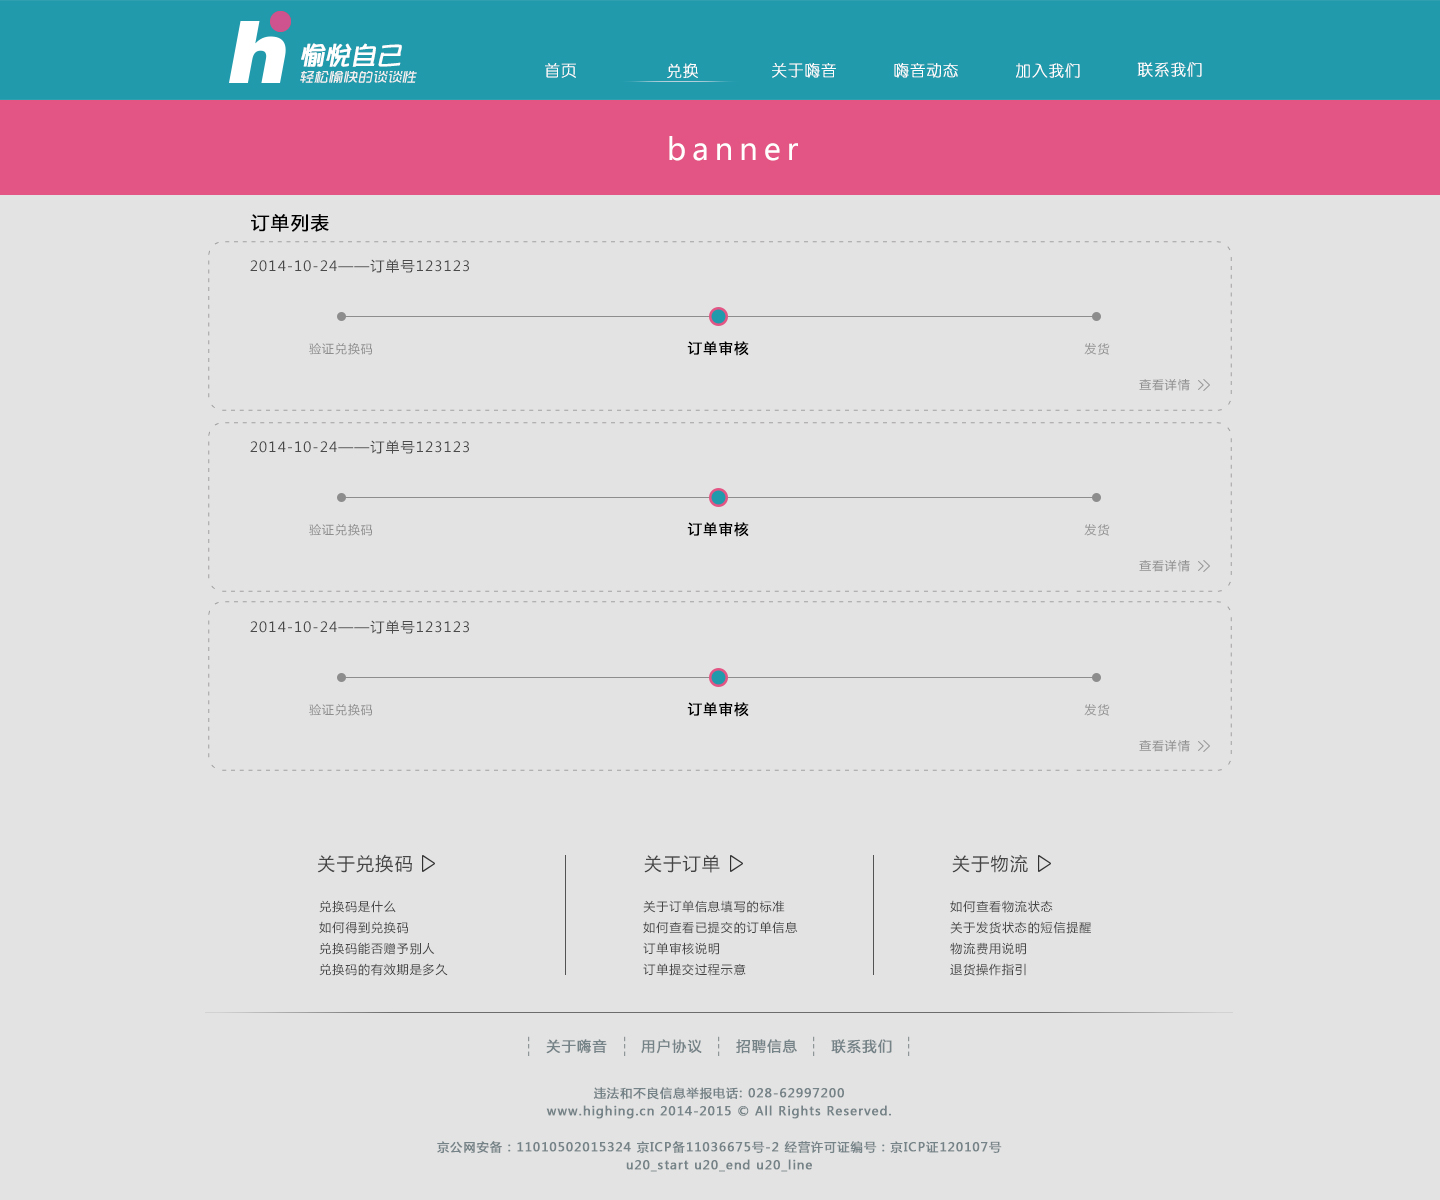 hi 愉悦自己
轻松愉快的谈谈性
首页 兑换 关于嗨音 嗨音动态 加入我们 联系我们
banner
订单列表
2014-10-24——订单号123123
验证兑换码 订单审核 发货
查看详情
2014-10-24——订单号123123
验证兑换码 订单审核 发货
查看详情
2014-10-24——订单号123123
验证兑换码 订单审核 发货
查看详情
关于兑换码
兑换码是什么
如何得到兑换码
兑换码能否赠予别人
兑换码的有效期是多久
关于订单
关于订单信息填写的标准
如何查看已提交的订单信息
订单审核说明
订单提交过程示意
关于物流
如何查看物流状态
关于发货状态的短信提醒
物流费用说明
退货操作指引
关于嗨音 用户协议 招聘信息 联系我们
违法和不良信息举报电话: 028-62997200
www.highing.cn 2014-2015 © All Rights Reserved.
京公网安备：11010502015324 京ICP备11036675号-2 经营许可证编号：京ICP证120107号
u20_start u20_end u20_line